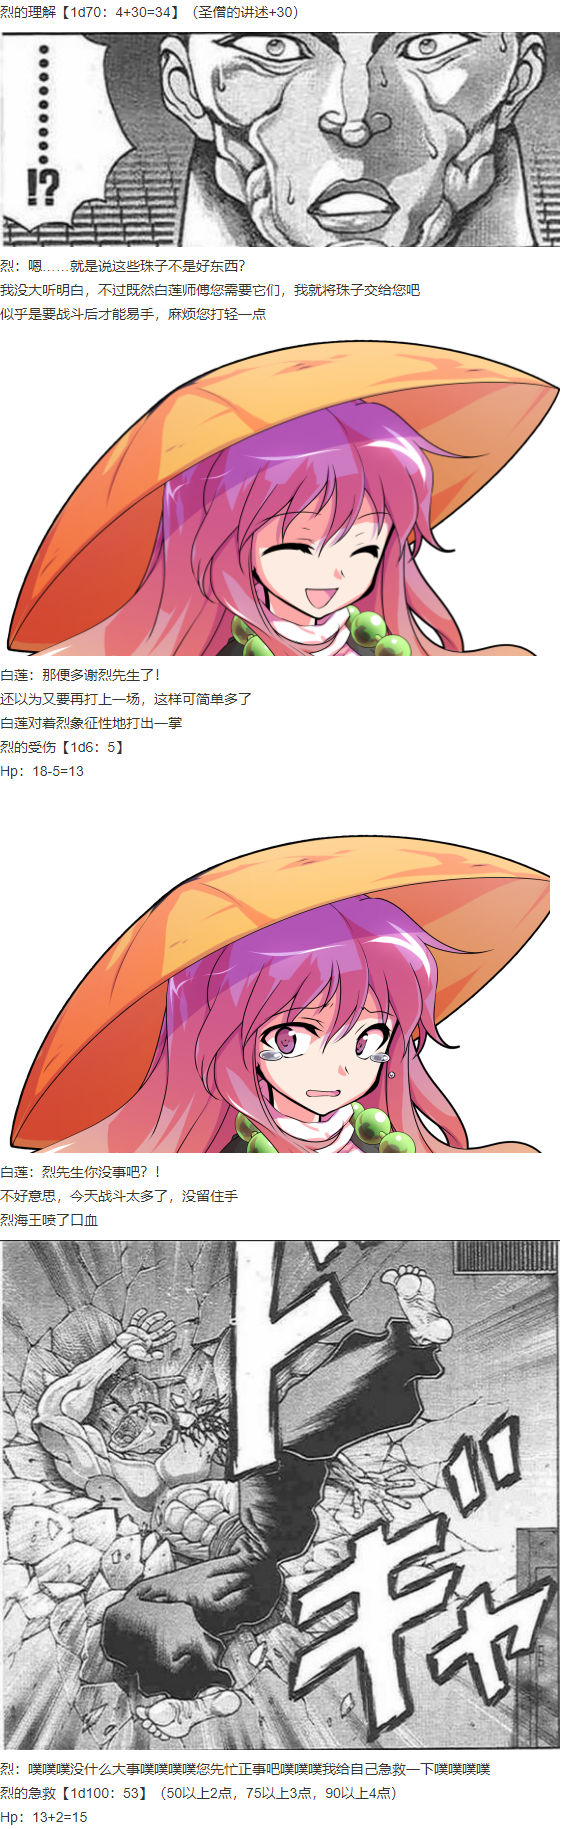 烈的理解【1d70：4+30=34】（圣僧的讲述+30）
………
!?
烈：嗯……就是说这些珠子不是好东西？
我没大听明白，不过既然白莲师傅您需要它们，我就将珠子交给您吧
似乎是要战斗后才能易手，麻烦您打轻一点
白莲：那便多谢烈先生了！
还以为又要再打上一场，这样可简单多了
白莲对着烈象征性地打出一掌
烈的受伤【1d6：5】
Hp：18-5=13
白莲：烈先生你没事吧？！
不好意思，今天战斗太多了，没留住手
烈海王喷了口血
ドギャ
烈：噗噗噗没什么大事噗噗噗噗您先忙正事吧噗噗噗我给自己急救一下噗噗噗噗
烈的急救【1d100：53】（50以上2点，75以上3点，90以上4点）
Hp：13+2=15